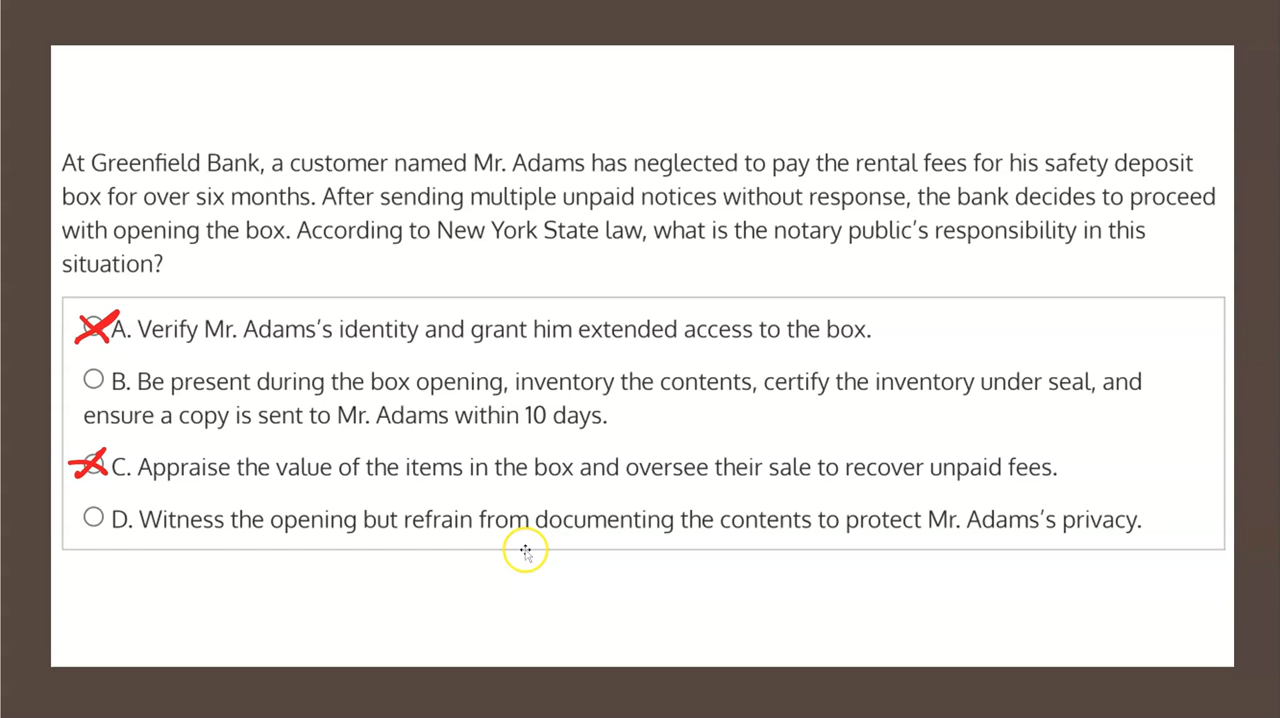 At Greenfield Bank, a customer named Mr. Adams has neglected to pay the rental fees for his safety deposit
box for over six months. After sending multiple unpaid notices without response, the bank decides to proceed
with opening the box. According to New York State law, what is the notary public’s responsibility in this
situation?
A. Verify Mr. Adams’s identity and grant him extended access to the box.
B. Be present during the box opening, inventory the contents, certify the inventory under seal, and
ensure a copy is sent to Mr. Adams within 10 days.
C. Appraise the value of the items in the box and oversee their sale to recover unpaid fees.
D. Witness the opening but refrain from documenting the contents to protect Mr. Adams’s privacy.